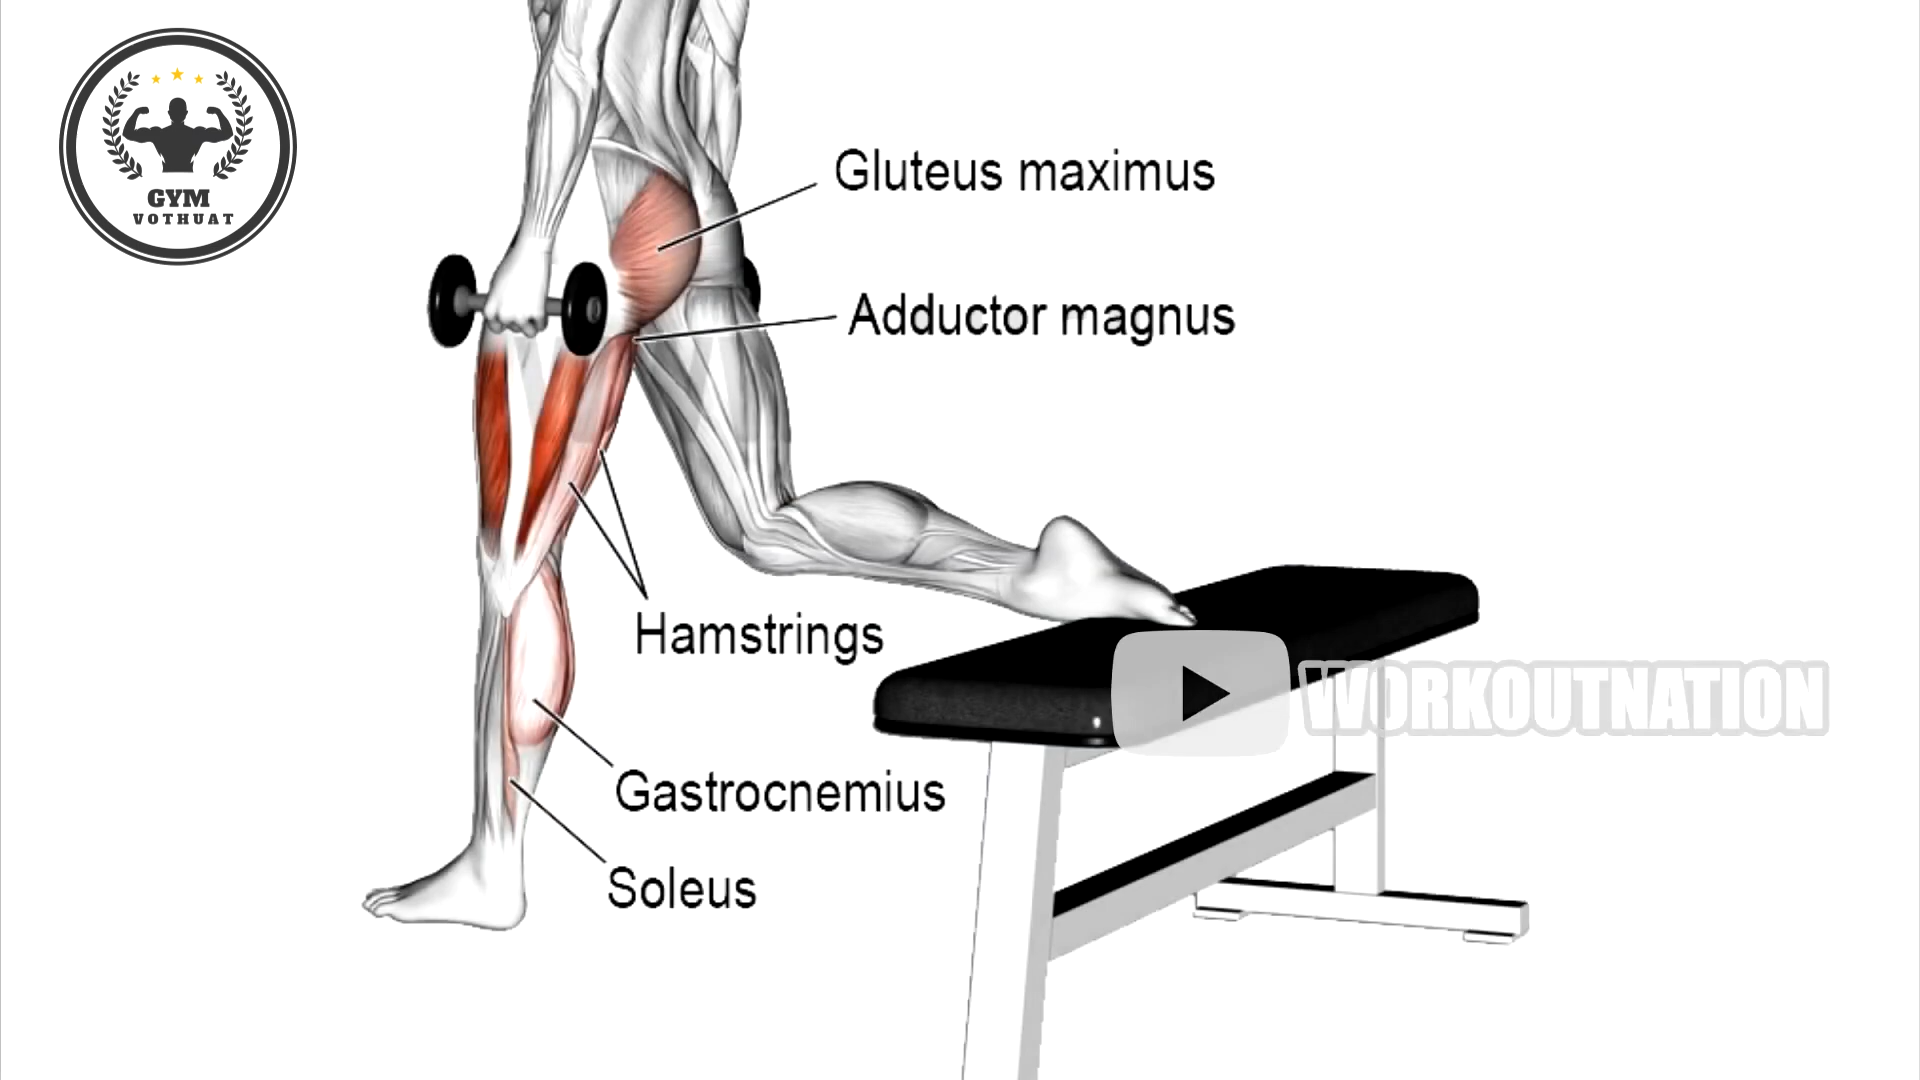 GYM
VOTHUAT
Gluteus maximus
Adductor magnus
Hamstrings
WORKOUTNATION
Gastrocnemius
Soleus